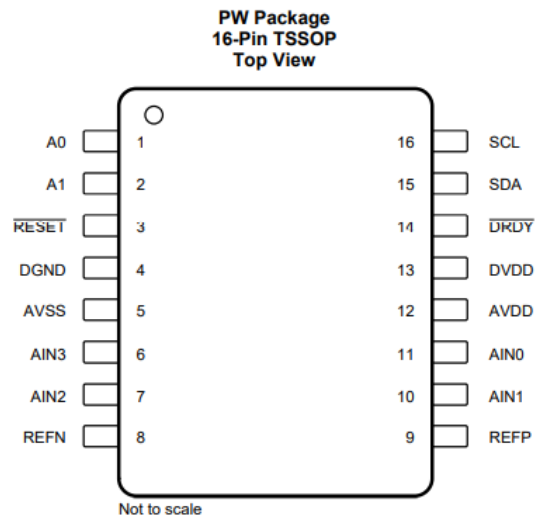 PW Package
16-Pin TSSOP
Top View
A0 1 16 SCL
A1 2 15 SDA
RESET 3 14 DRDY
DGND 4 13 DVDD
AVSS 5 12 AVDD
AIN3 6 11 AIN0
AIN2 7 10 AIN1
REFN 8 9 REFP
Not to scale